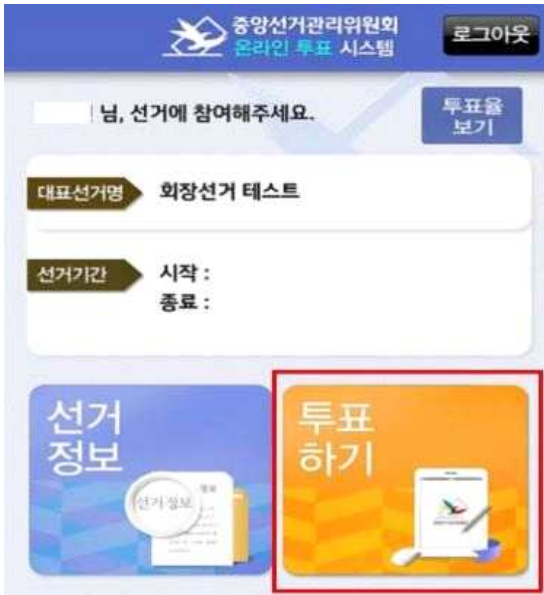 중앙선거관리위원회
온라인 투표 시스템
로그아웃
님, 선거에 참여해주세요.
투표율
보기
대표선거명
회장선거 테스트
선거기간
시작 :
종료 :
선거
정보
선거정보
정보
투표
하기